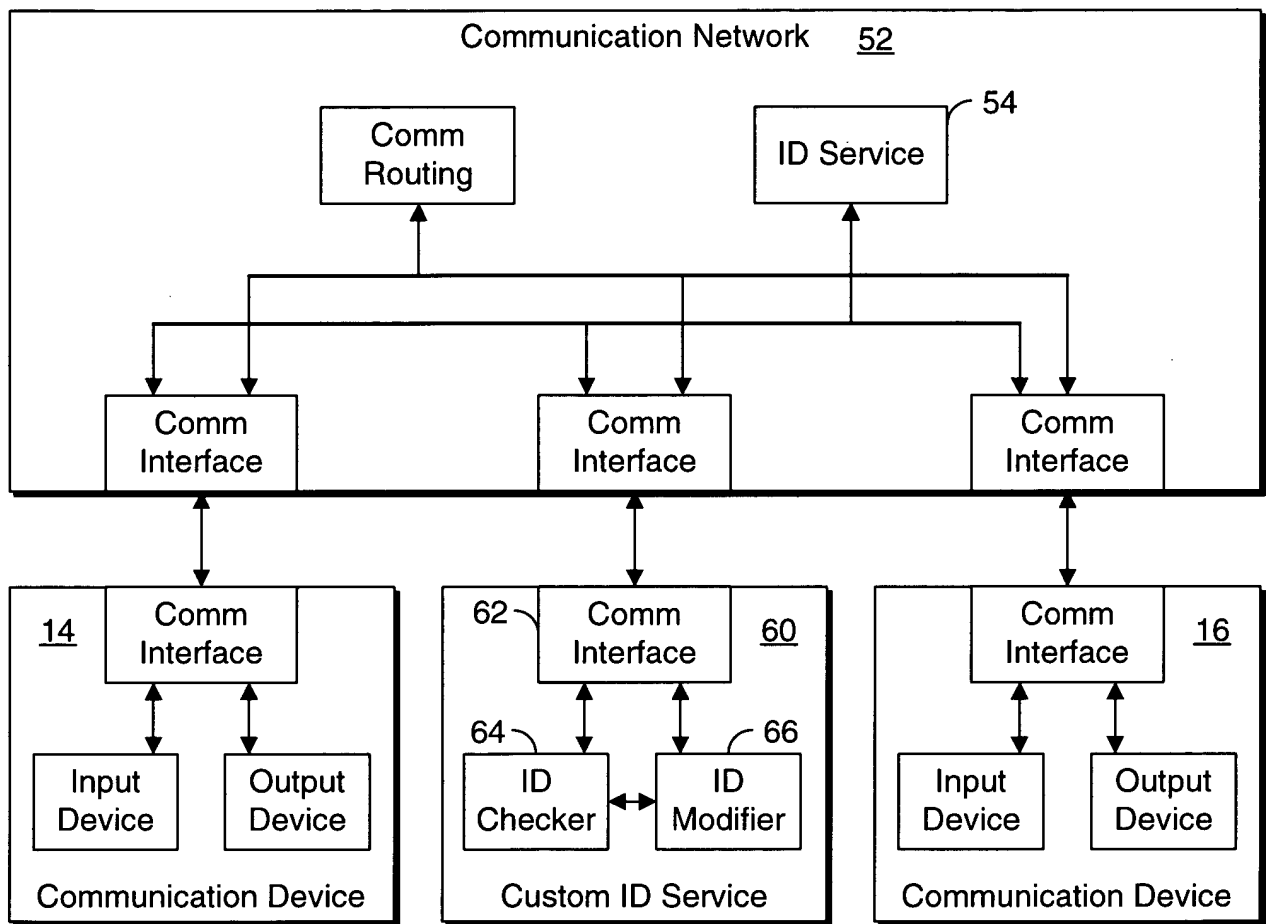 Communication Network 52
Comm
Routing
ID Service
54
Comm
Interface
Comm
Interface
Comm
Interface
14
Comm
Interface
Input
Device
Output
Device
Communication Device
62
Comm
Interface
60
64
66
ID
Checker
ID
Modifier
Custom ID Service
Comm
Interface
16
Input
Device
Output
Device
Communication Device